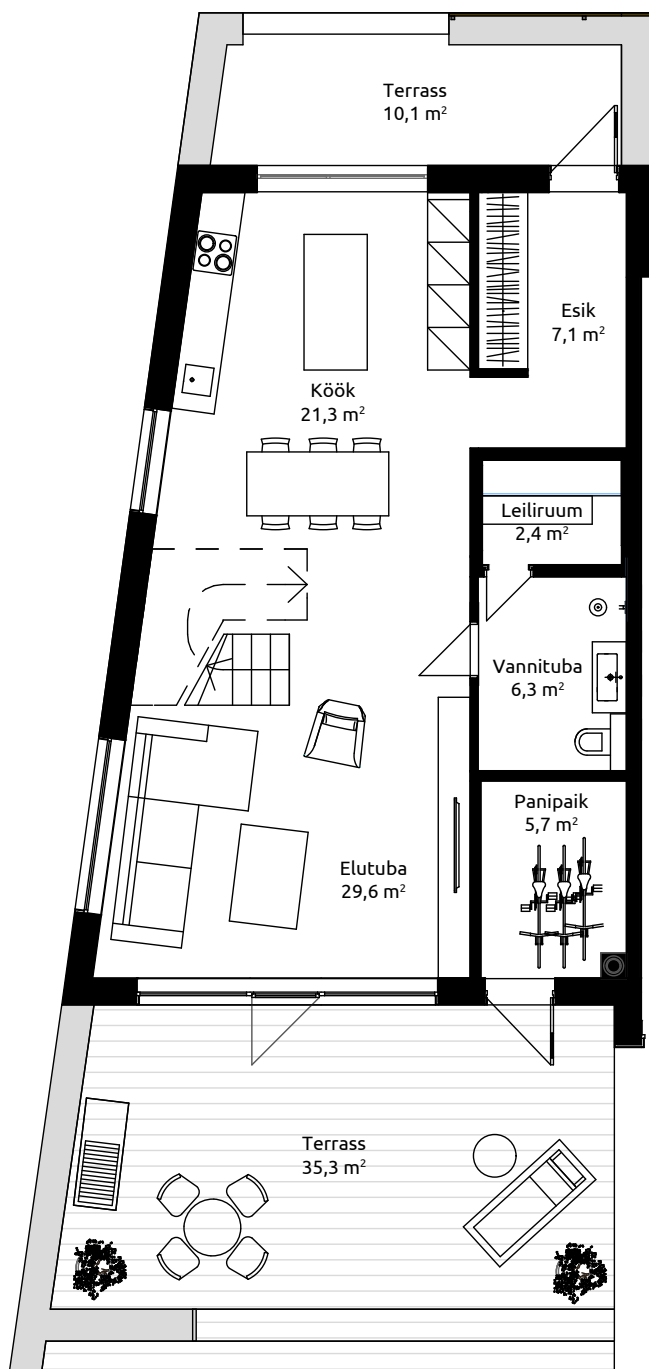 Terrass
10,1 m²
Esik
7,1 m²
Köök
21,3 m²
Leiliruum
2,4 m²
Vannituba
6,3 m²
Panipaik
5,7 m²
Elutuba
29,6 m²
Terrass
35,3 m²